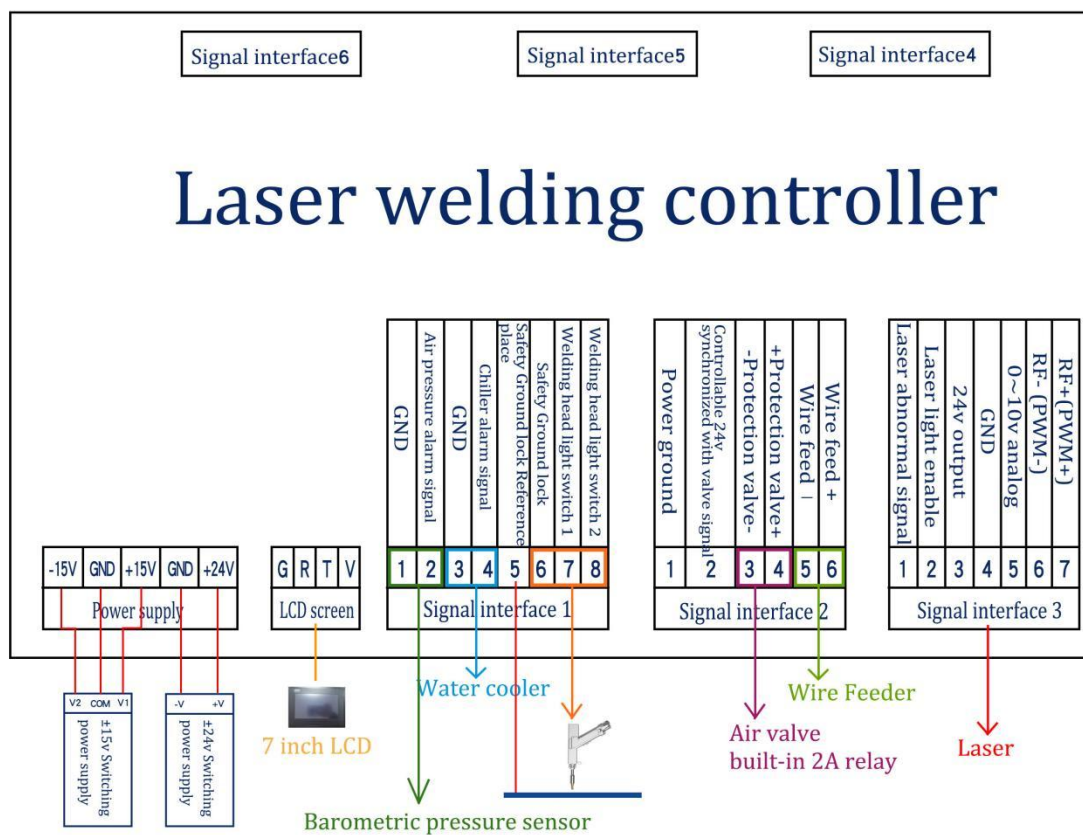 Signal interface6
Signal interface5
Signal interface4
Laser welding controller
GND
Air pressure alarm signal
GND
Chiller alarm signal
Safety Ground lock Reference
place
Safety Ground lock
Welding head light switch 1
Welding head light switch 2
Power ground
Controllable 24v
synchronized with valve signal
-Protection valve-
+Protection valve+
Wire feed -
Wire feed +
Laser abnormal signal
Laser light enable
24v output
GND
0~10v analog
RF- (PWM-)
RF+(PWM+)
-15V GND +15V GND +24V
Power supply
G R T V
LCD screen
1 2 3 4 5 6 7 8
Signal interface 1
1 2 3 4 5 6
Signal interface 2
1 2 3 4 5 6 7
Signal interface 3
V2 COM V1
±15v Switching
power supply
-V +V
±24v Switching
power supply
7 inch LCD
Water cooler
Barometric pressure sensor
Air valve
built-in 2A relay
Wire Feeder
Laser